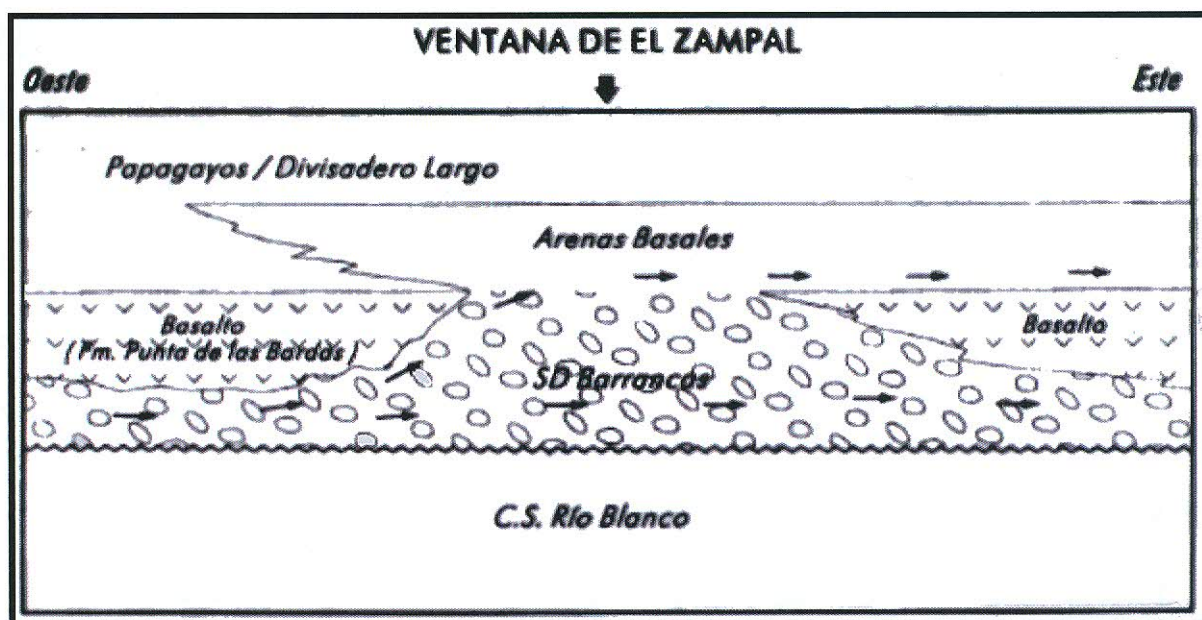 VENTANA DE EL ZAMPAL
Oeste
Este
Papagayos / Divisadero Largo
Arenas Basales
Basalto
( Fm. Punta de las Bardas )
Basalto
SD Barrancas
C.S. Río Blanco